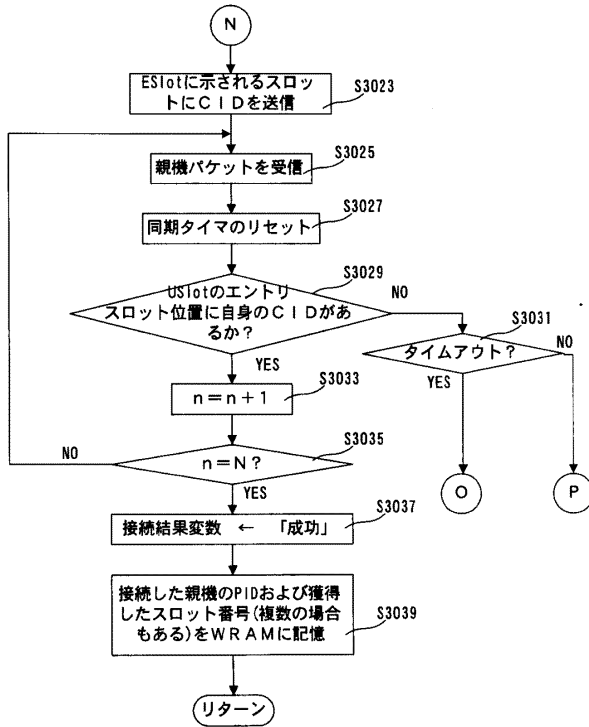 N
ESlotに示されるスロッ
トにＣＩＤを送信
S3023
親機パケットを受信
S3025
同期タイマのリセット
S3027
USlotのエントリ
スロット位置に自身のＣＩＤがあ
るか？
S3029
NO
YES
タイムアウト？
S3031
NO
YES
ｎ＝ｎ＋１
S3033
ｎ＝Ｎ？
S3035
NO
YES
O
P
接続結果変数 ← 「成功」
S3037
接続した親機のPIDおよび獲得
したスロット番号(複数の場合
もある)をＷＲＡＭに記憶
S3039
リターン